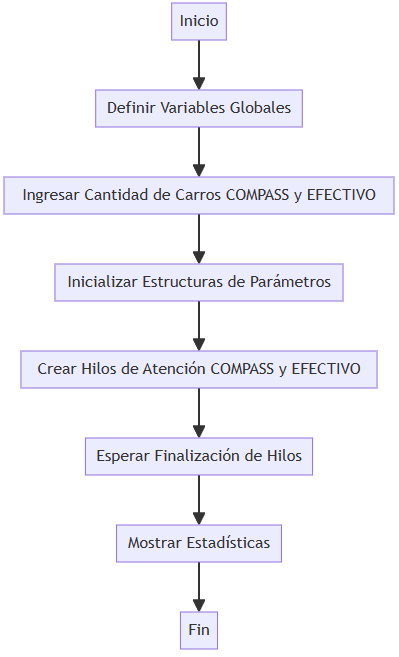 Inicio
Definir Variables Globales
Ingresar Cantidad de Carros COMPASS y EFECTIVO
Inicializar Estructuras de Parámetros
Crear Hilos de Atención COMPASS y EFECTIVO
Esperar Finalización de Hilos
Mostrar Estadísticas
Fin